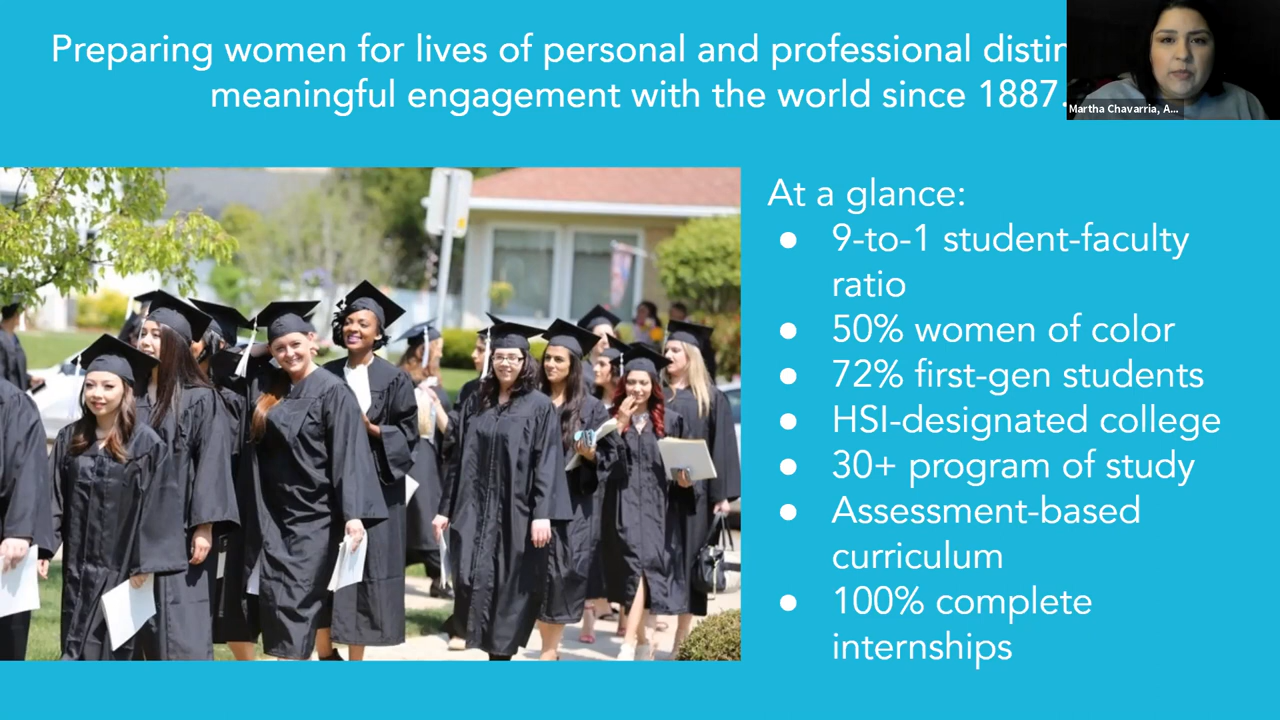 Preparing women for lives of personal and professional
meaningful engagement with the world since 1887.
Martha Chavarria, A...
At a glance:
● 9-to-1 student-faculty
ratio
● 50% women of color
● 72% first-gen students
● HSI-designated college
● 30+ program of study
● Assessment-based
curriculum
● 100% complete
internships